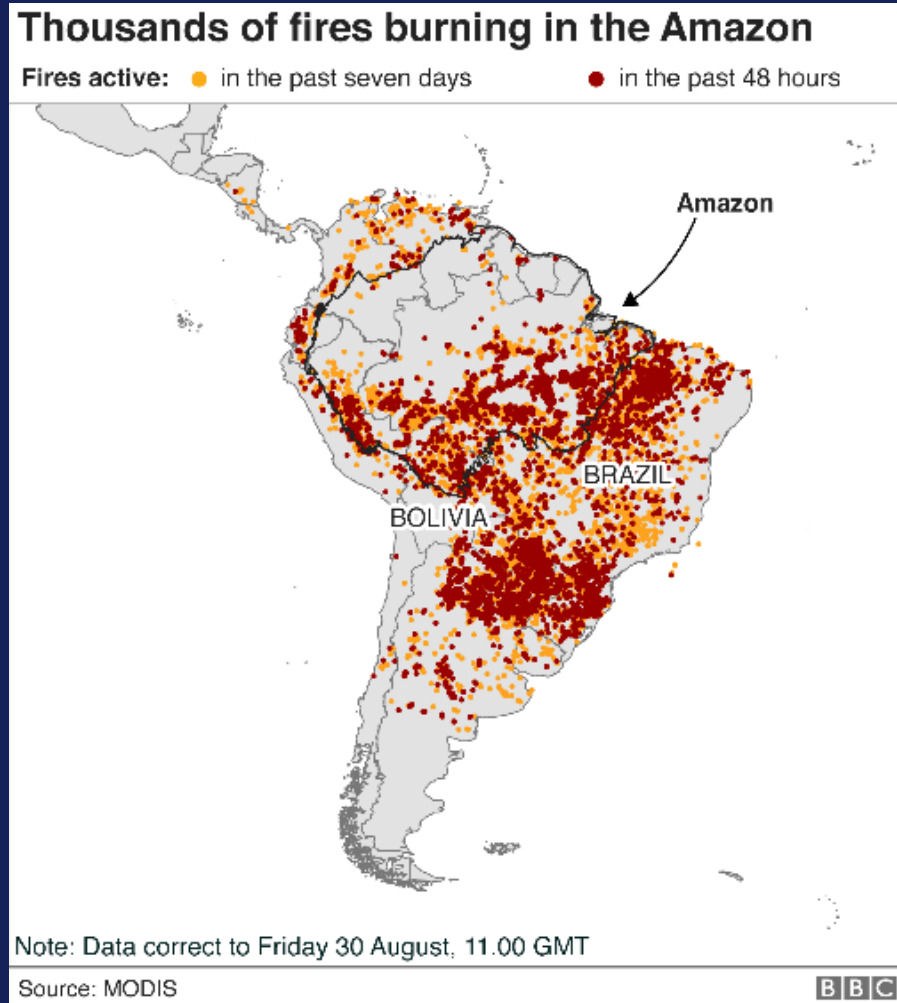 Thousands of fires burning in the Amazon
Fires active: in the past seven days in the past 48 hours
Amazon
BRAZIL
BOLIVIA
Note: Data correct to Friday 30 August, 11.00 GMT
Source: MODIS BBC